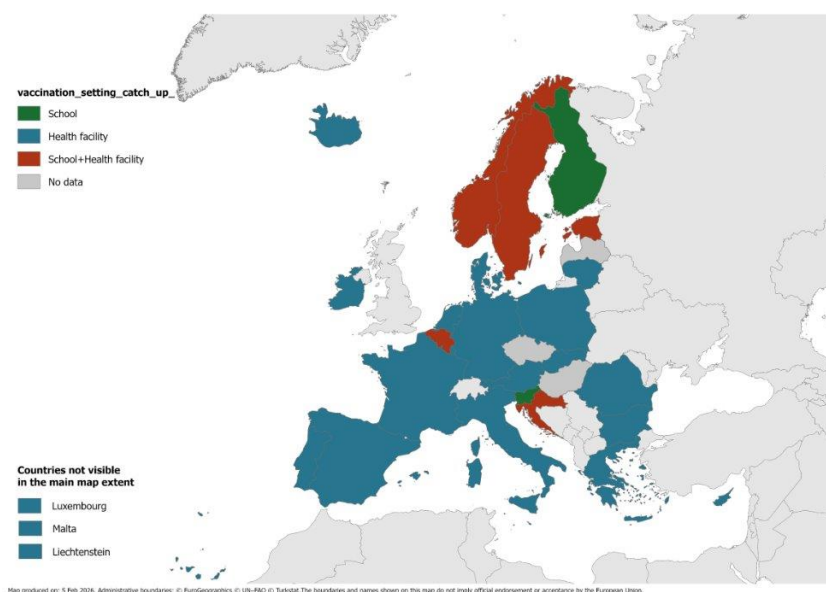 vaccination_setting_catch_up_
School
Health facility
School+Health facility
No data
Countries not visible
in the main map extent
Luxembourg
Malta
Liechtenstein
Map produced on: 5 Feb 2026. Administrative boundaries: © EuroGeographics © UN-FAO © Turkstat.The boundaries and names shown on this map do not imply official endorsement or acceptance by the European Union.